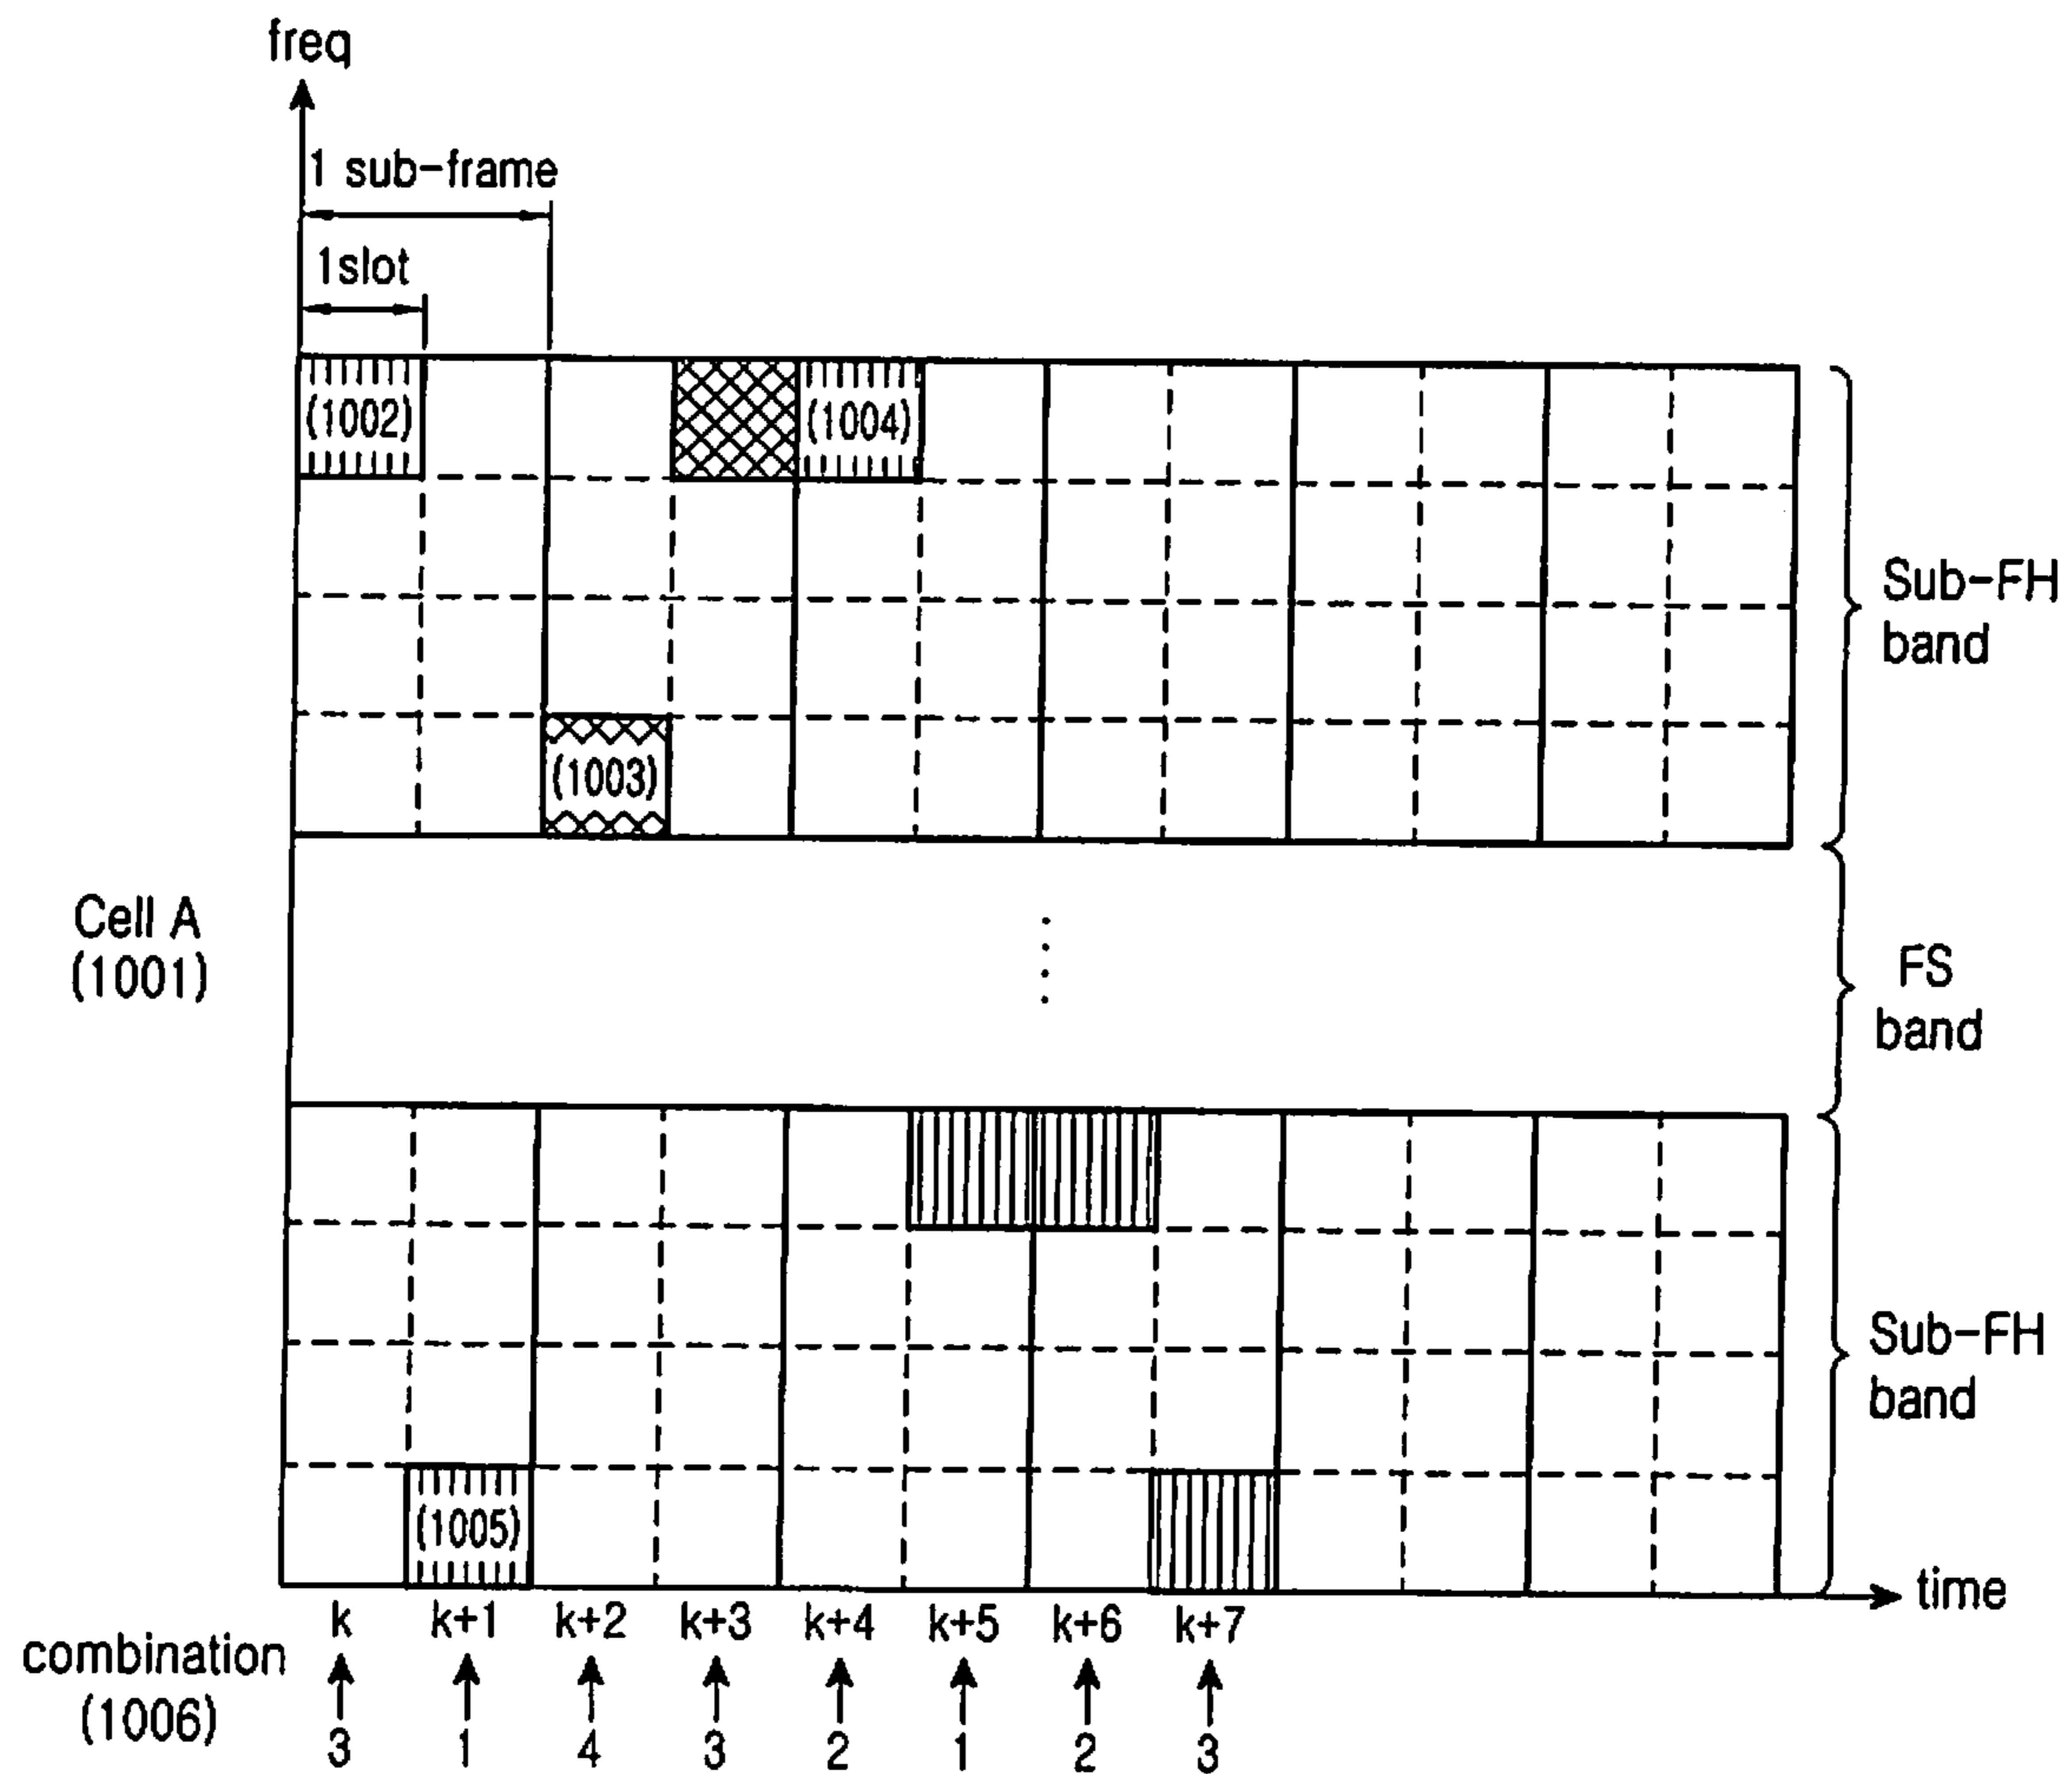 freq
1 sub-frame
1slot
(1002)
(1004)
(1003)
Sub-FH
band
Cell A
(1001)
FS
band
(1005)
Sub-FH
band
time
k k+1 k+2 k+3 k+4 k+5 k+6 k+7
combination
(1006)
3 1 4 3 2 1 2 3